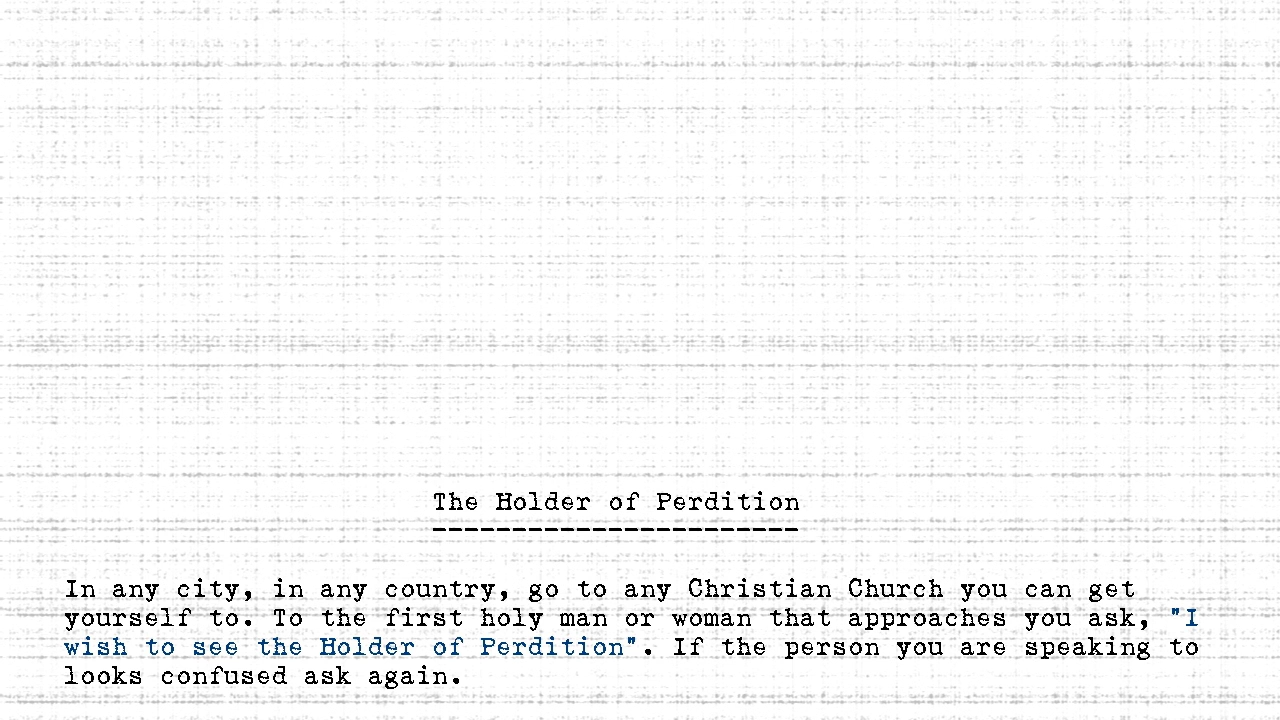 The Holder of Perdition
-----------------------
In any city, in any country, go to any Christian Church you can get
yourself to. To the first holy man or woman that approaches you ask, "I
wish to see the Holder of Perdition". If the person you are speaking to
looks confused ask again.